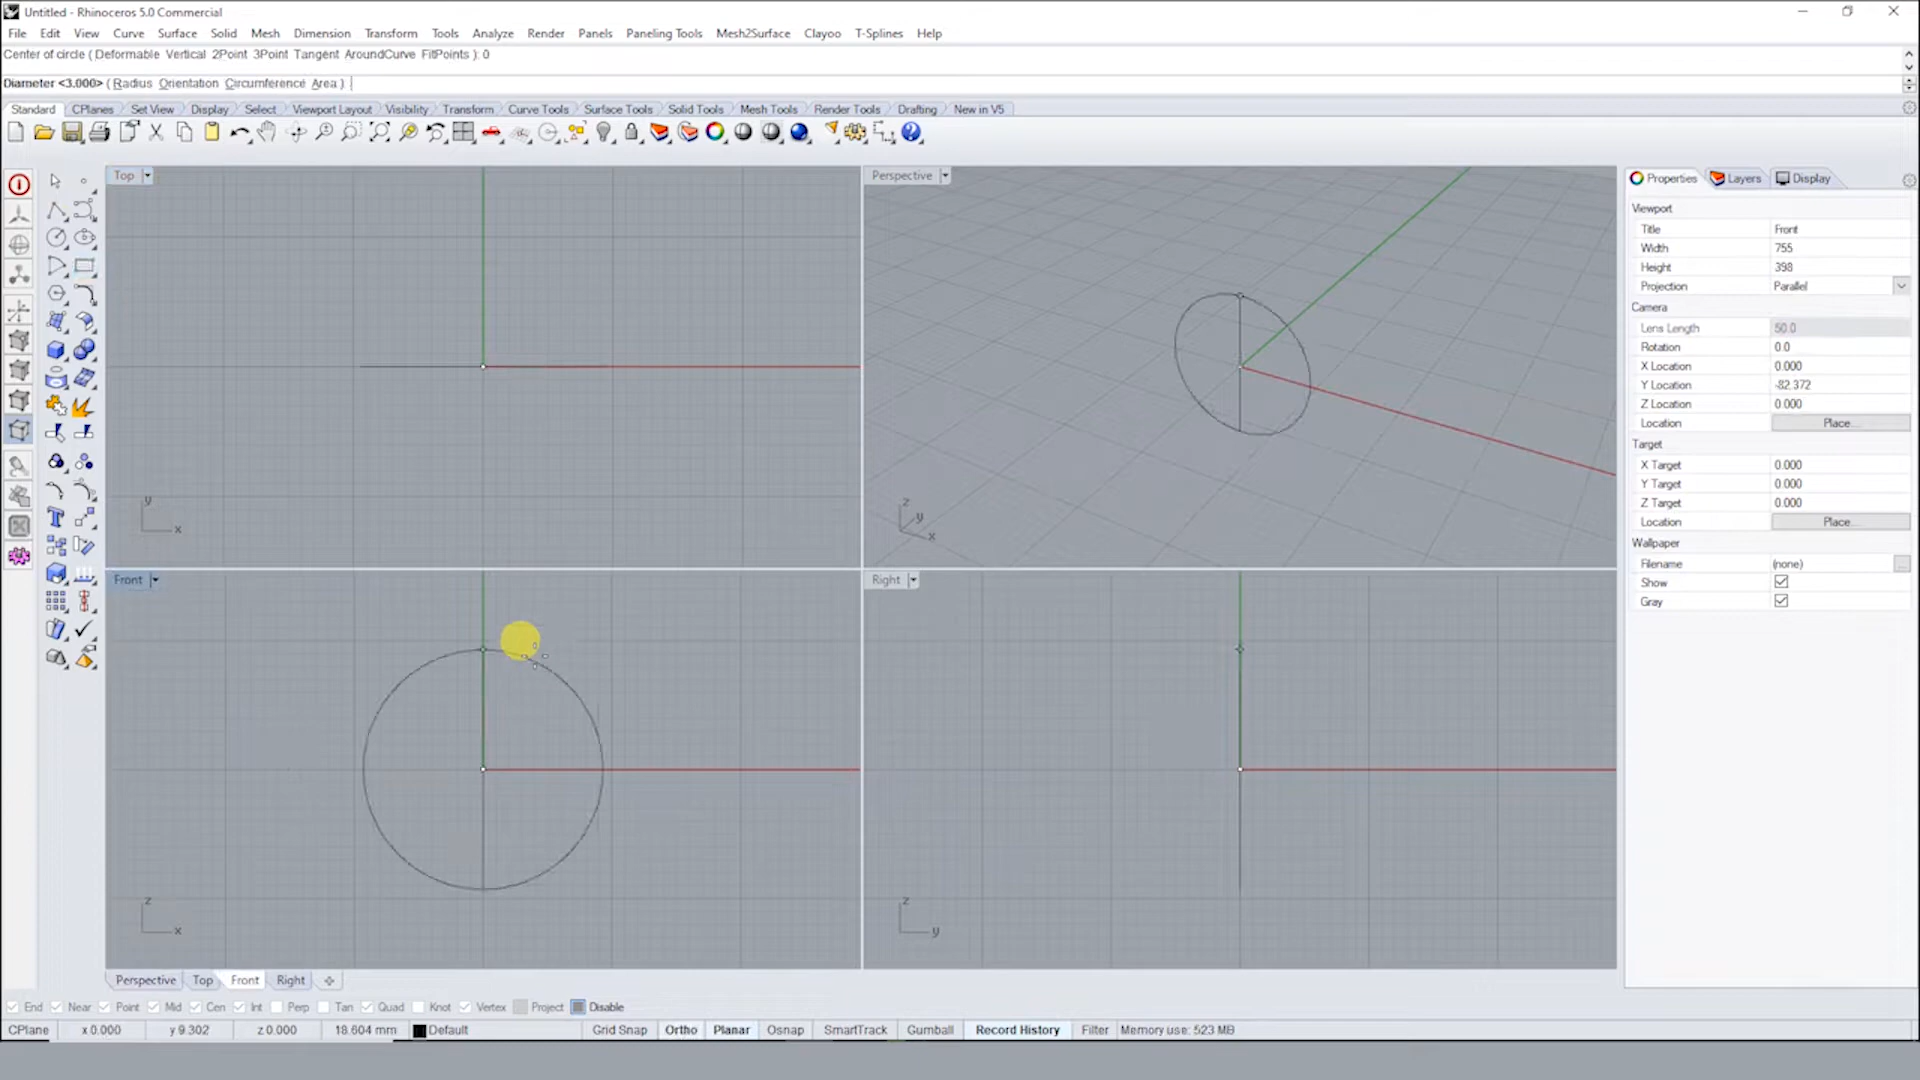 Untitled - Rhinoceros 5.0 Commercial
File Edit View Curve Surface Solid Mesh Dimension Transform Tools Analyze Render Panels Paneling Tools Mesh2Surface Clayoo T-Splines Help
Center of circle ( Deformable Vertical 2Point 3Point Tangent AroundCurve FitPoints ): 0
Diameter <3.000> ( Radius Orientation Circumference Area ):
Standard CPlanes Set View Display Select Viewport Layout Visibility Transform Curve Tools Surface Tools Solid Tools Mesh Tools Render Tools Drafting New in V5
Top
Perspective
Properties Layers Display
Viewport
Title Front
Width 755
Height 398
Projection Parallel
Camera
Lens Length 50.0
Rotation 0.0
X Location 0.000
Y Location -82.372
Z Location 0.000
Location Place...
Target
X Target 0.000
Y Target 0.000
Z Target 0.000
Location Place...
Wallpaper
Filename (none) ...
Show
Gray
y
x
z
y
x
Front
Right
z
x
z
y
Perspective Top Front Right
End Near Point Mid Cen Int Perp Tan Quad Knot Vertex Project Disable
CPlane x 0.000 y 9.302 z 0.000 18.604 mm Default Grid Snap Ortho Planar Osnap SmartTrack Gumball Record History Filter Memory use: 523 MB